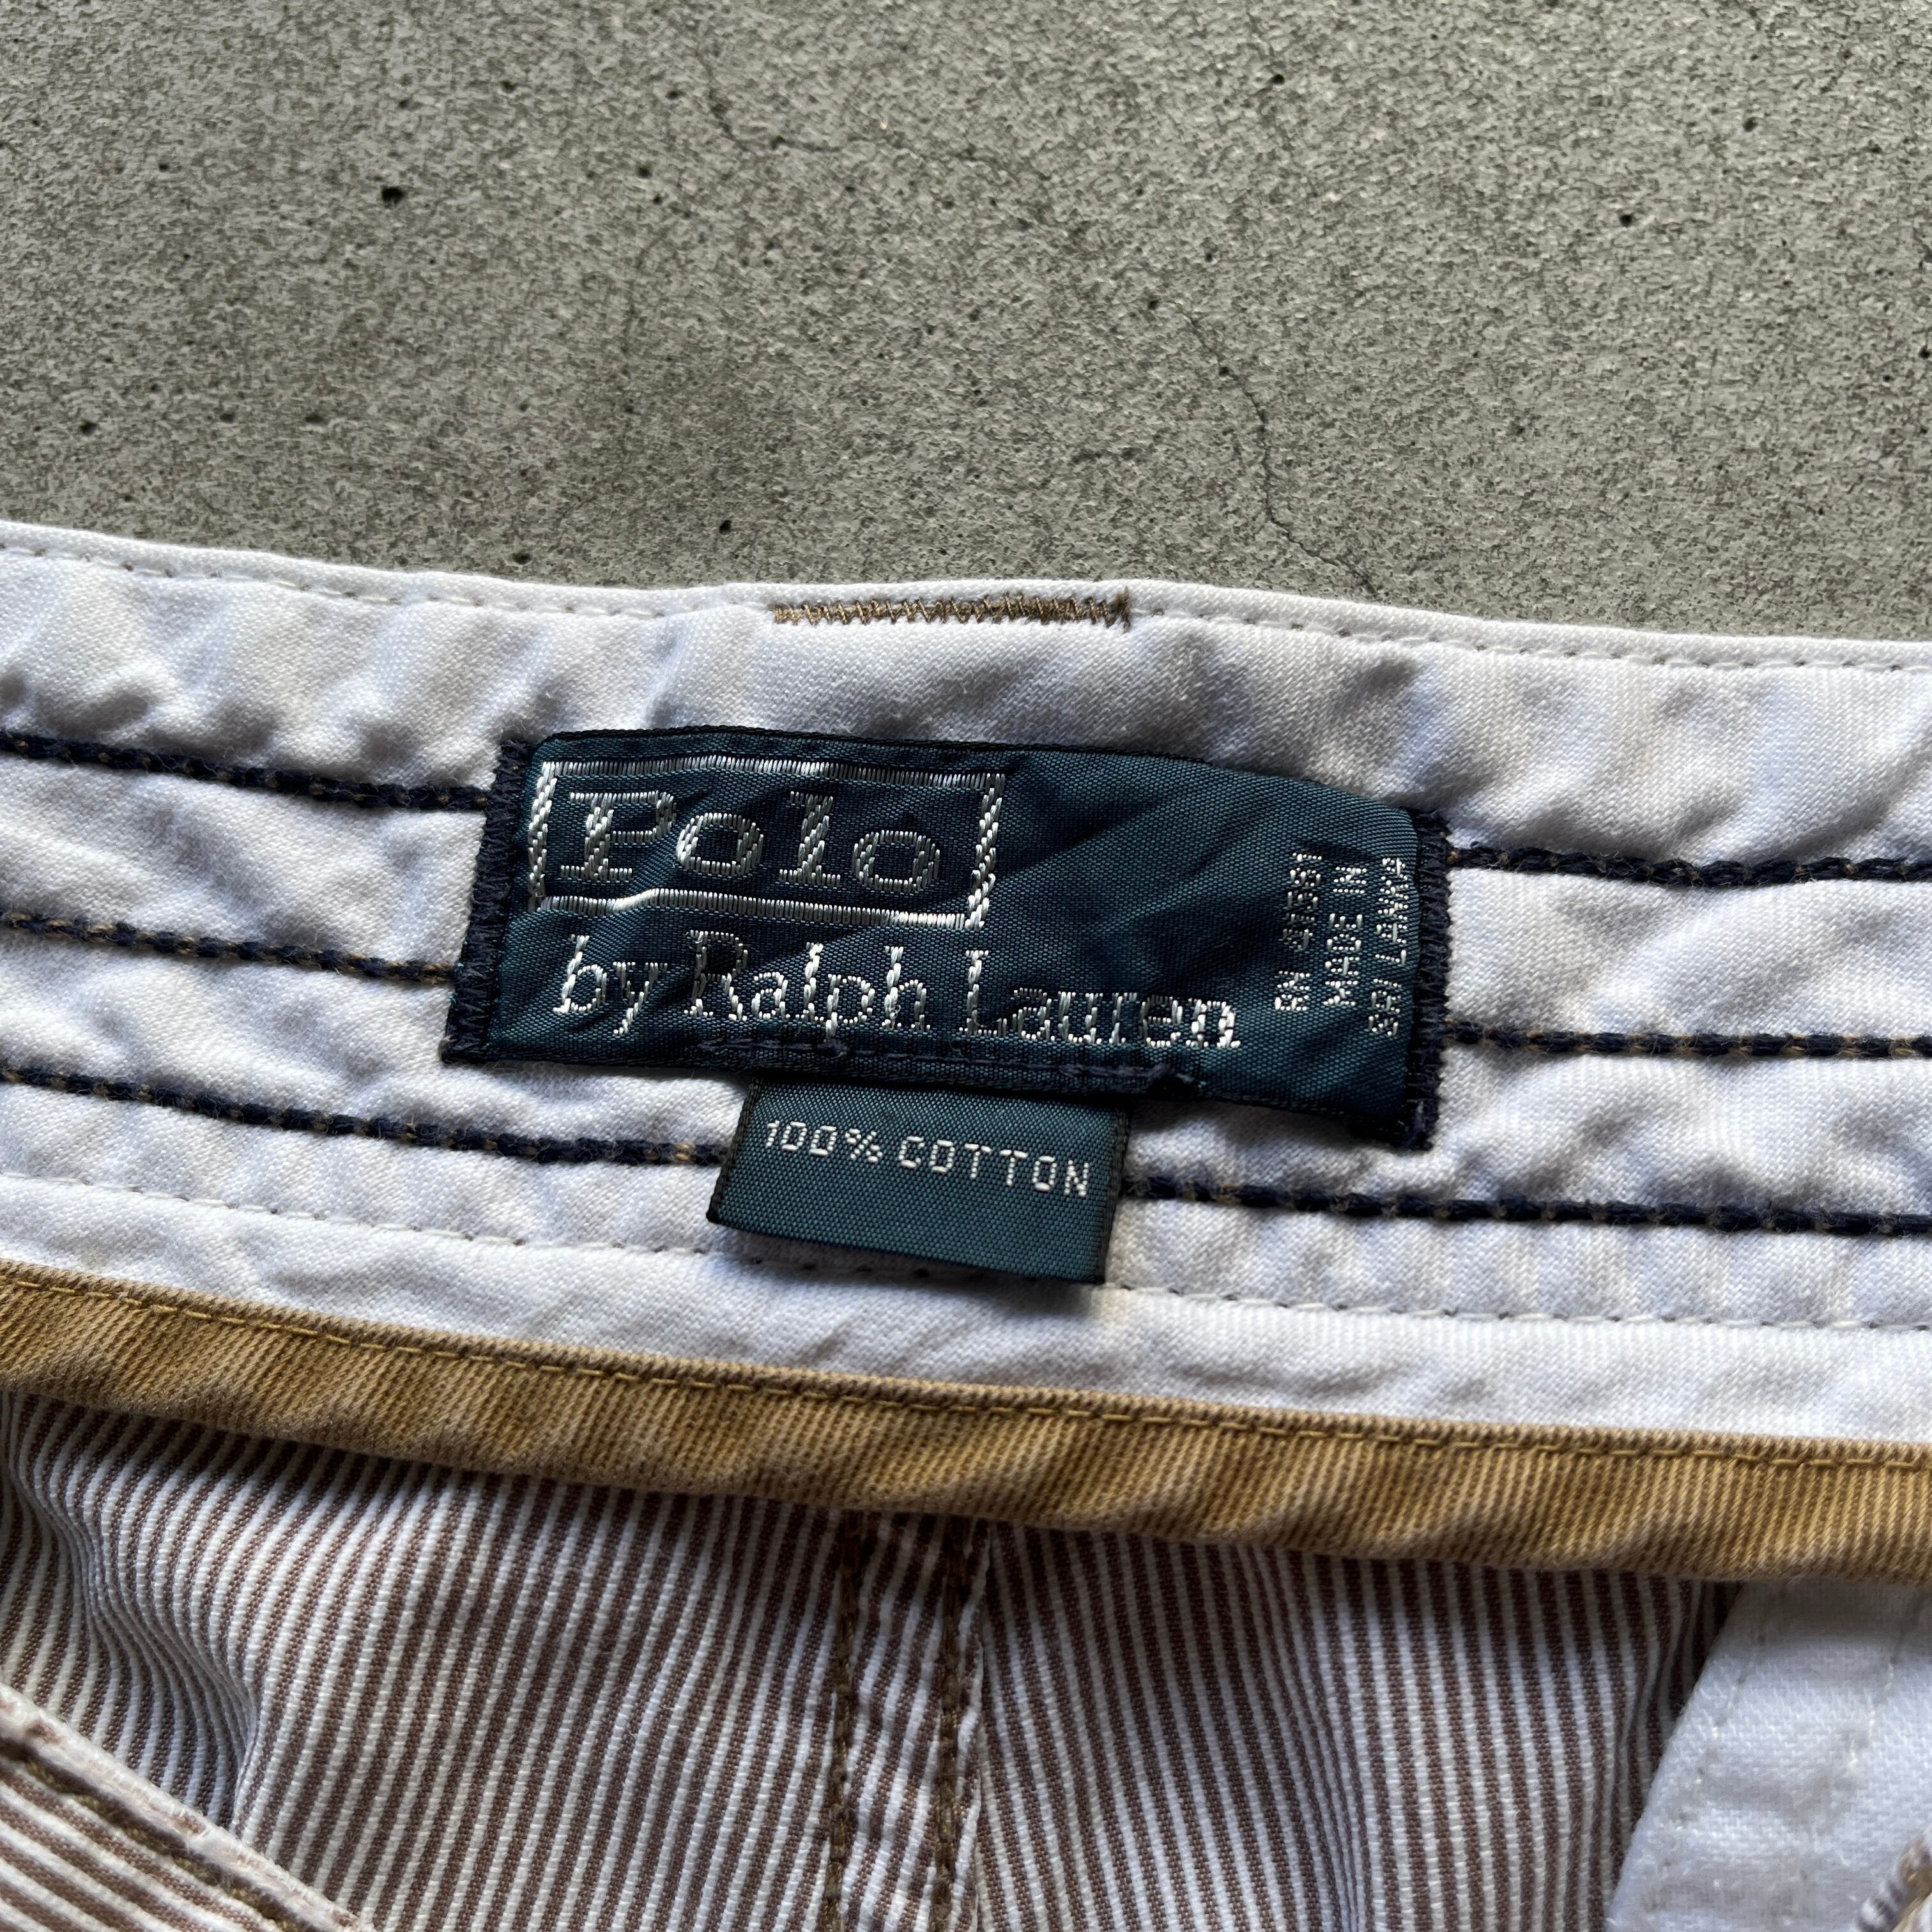 Polo
by Ralph Lauren
RN 41381
MADE IN
SRI LANKA
100% COTTON